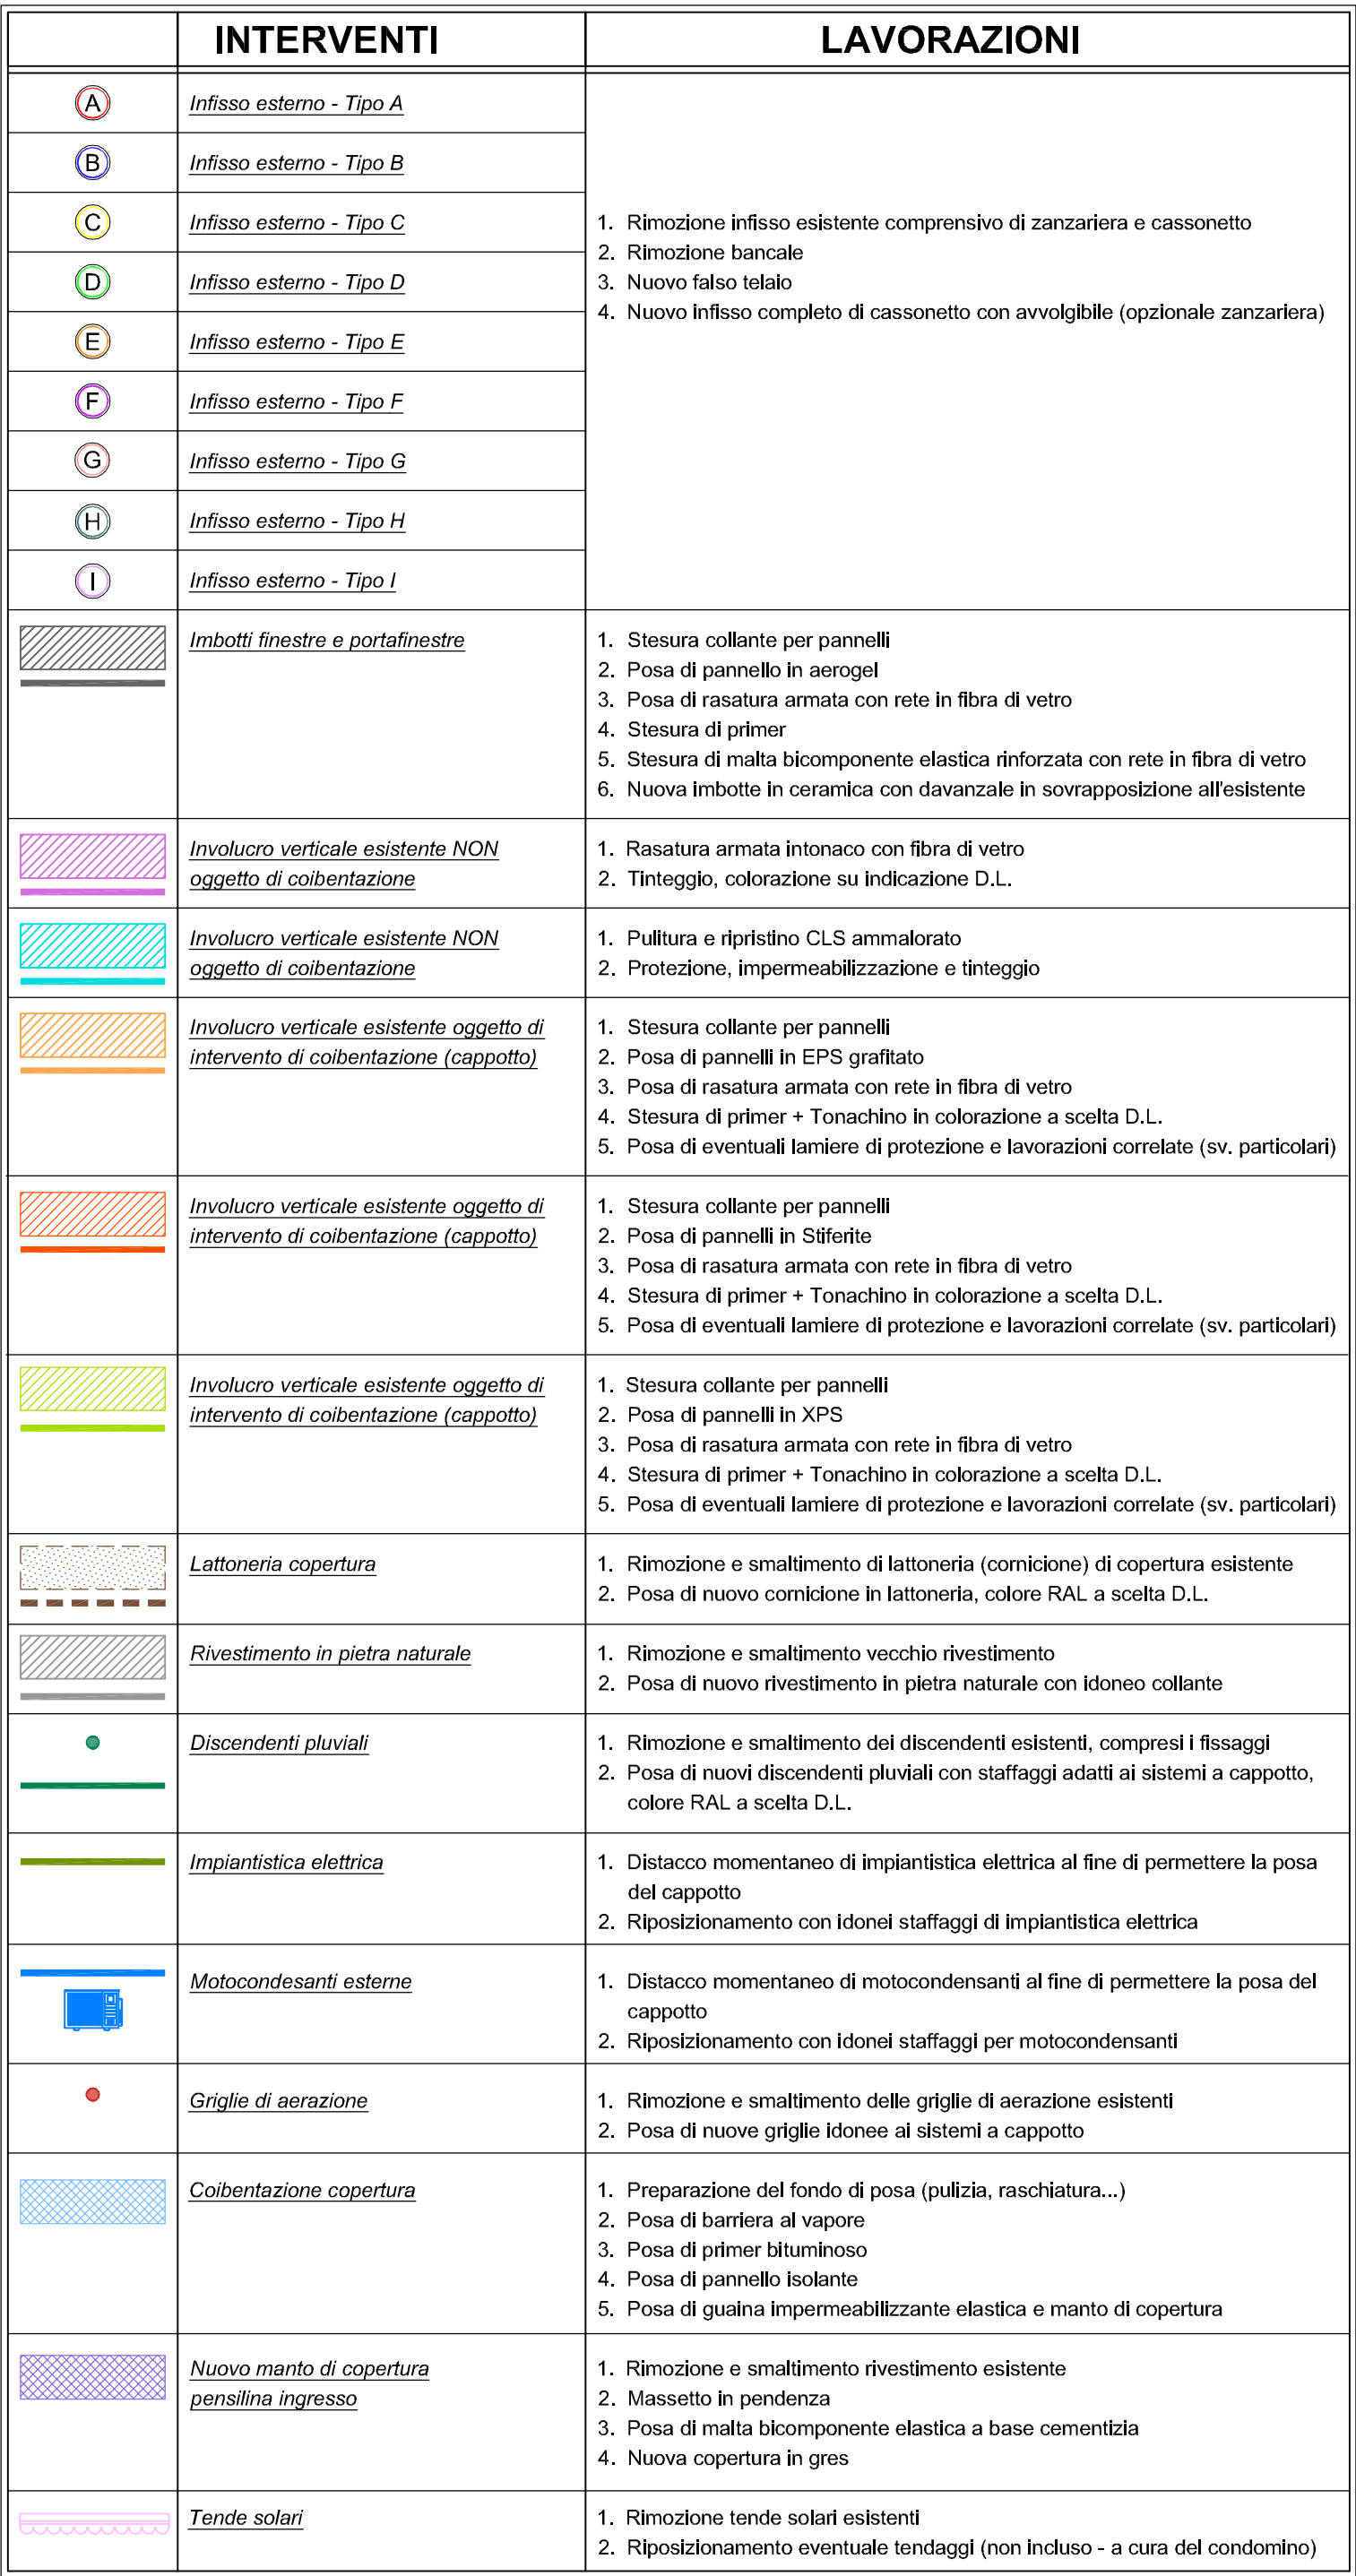 INTERVENTI
LAVORAZIONI
A
Infisso esterno - Tipo A
B
Infisso esterno - Tipo B
C
Infisso esterno - Tipo C
D
Infisso esterno - Tipo D
E
Infisso esterno - Tipo E
F
Infisso esterno - Tipo F
G
Infisso esterno - Tipo G
H
Infisso esterno - Tipo H
I
Infisso esterno - Tipo I
1. Rimozione infisso esistente comprensivo di zanzariera e cassonetto
2. Rimozione bancale
3. Nuovo falso telaio
4. Nuovo infisso completo di cassonetto con avvolgibile (opzionale zanzariera)
Imbotti finestre e portafinestre
1. Stesura collante per pannelli
2. Posa di pannello in aerogel
3. Posa di rasatura armata con rete in fibra di vetro
4. Stesura di primer
5. Stesura di malta bicomponente elastica rinforzata con rete in fibra di vetro
6. Nuova imbotte in ceramica con davanzale in sovrapposizione all'esistente
Involucro verticale esistente NON
oggetto di coibentazione
1. Rasatura armata intonaco con fibra di vetro
2. Tinteggio, colorazione su indicazione D.L.
Involucro verticale esistente NON
oggetto di coibentazione
1. Pulitura e ripristino CLS ammalorato
2. Protezione, impermeabilizzazione e tinteggio
Involucro verticale esistente oggetto di
intervento di coibentazione (cappotto)
1. Stesura collante per pannelli
2. Posa di pannelli in EPS grafitato
3. Posa di rasatura armata con rete in fibra di vetro
4. Stesura di primer + Tonachino in colorazione a scelta D.L.
5. Posa di eventuali lamiere di protezione e lavorazioni correlate (sv. particolari)
Involucro verticale esistente oggetto di
intervento di coibentazione (cappotto)
1. Stesura collante per pannelli
2. Posa di pannelli in Stiferite
3. Posa di rasatura armata con rete in fibra di vetro
4. Stesura di primer + Tonachino in colorazione a scelta D.L.
5. Posa di eventuali lamiere di protezione e lavorazioni correlate (sv. particolari)
Involucro verticale esistente oggetto di
intervento di coibentazione (cappotto)
1. Stesura collante per pannelli
2. Posa di pannelli in XPS
3. Posa di rasatura armata con rete in fibra di vetro
4. Stesura di primer + Tonachino in colorazione a scelta D.L.
5. Posa di eventuali lamiere di protezione e lavorazioni correlate (sv. particolari)
Lattoneria copertura
1. Rimozione e smaltimento di lattoneria (cornicione) di copertura esistente
2. Posa di nuovo cornicione in lattoneria, colore RAL a scelta D.L.
Rivestimento in pietra naturale
1. Rimozione e smaltimento vecchio rivestimento
2. Posa di nuovo rivestimento in pietra naturale con idoneo collante
Discendenti pluviali
1. Rimozione e smaltimento dei discendenti esistenti, compresi i fissaggi
2. Posa di nuovi discendenti pluviali con staffaggi adatti ai sistemi a cappotto,
colore RAL a scelta D.L.
Impiantistica elettrica
1. Distacco momentaneo di impiantistica elettrica al fine di permettere la posa
del cappotto
2. Riposizionamento con idonei staffaggi di impiantistica elettrica
Motocondesanti esterne
1. Distacco momentaneo di motocondensanti al fine di permettere la posa del
cappotto
2. Riposizionamento con idonei staffaggi per motocondensanti
Griglie di aerazione
1. Rimozione e smaltimento delle griglie di aerazione esistenti
2. Posa di nuove griglie idonee ai sistemi a cappotto
Coibentazione copertura
1. Preparazione del fondo di posa (pulizia, raschiatura...)
2. Posa di barriera al vapore
3. Posa di primer bituminoso
4. Posa di pannello isolante
5. Posa di guaina impermeabilizzante elastica e manto di copertura
Nuovo manto di copertura
pensilina ingresso
1. Rimozione e smaltimento rivestimento esistente
2. Massetto in pendenza
3. Posa di malta bicomponente elastica a base cementizia
4. Nuova copertura in gres
Tende solari
1. Rimozione tende solari esistenti
2. Riposizionamento eventuale tendaggi (non incluso - a cura del condomino)